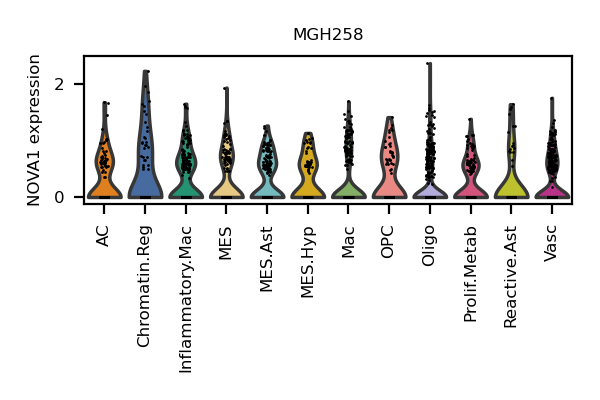 MGH258
NOVA1 expression
2
0
AC
Chromatin.Reg
Inflammatory.Mac
MES
MES.Ast
MES.Hyp
Mac
OPC
Oligo
Prolif.Metab
Reactive.Ast
Vasc